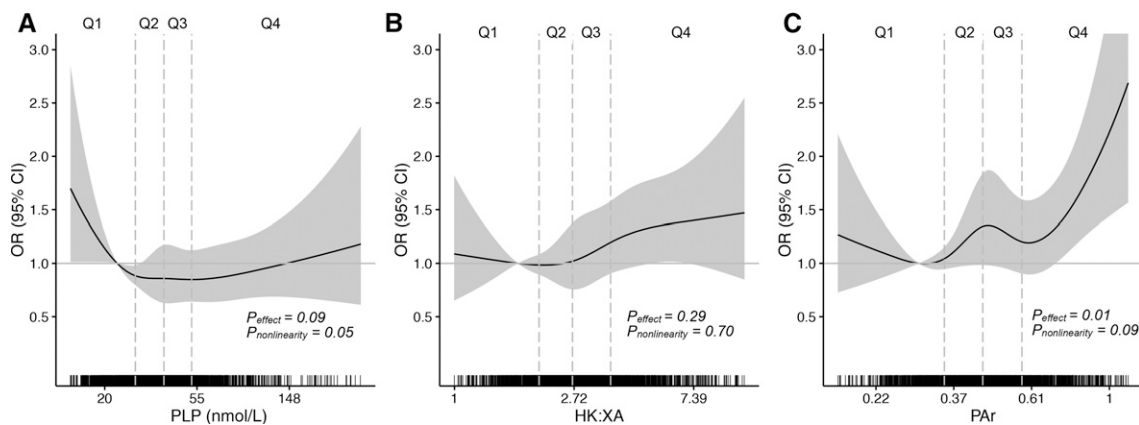 A
Q1 Q2 Q3 Q4
3.0
2.5
2.0
1.5
1.0
0.5
OR (95% CI)
Peffect = 0.09
Pnonlinearity = 0.05
20 55 148
PLP (nmol/L)
B
Q1 Q2 Q3 Q4
3.0
2.5
2.0
1.5
1.0
0.5
OR (95% CI)
Peffect = 0.29
Pnonlinearity = 0.70
1 2.72 7.39
HK:XA
C
Q1 Q2 Q3 Q4
3.0
2.5
2.0
1.5
1.0
0.5
OR (95% CI)
Peffect = 0.01
Pnonlinearity = 0.09
0.22 0.37 0.61 1
PAr